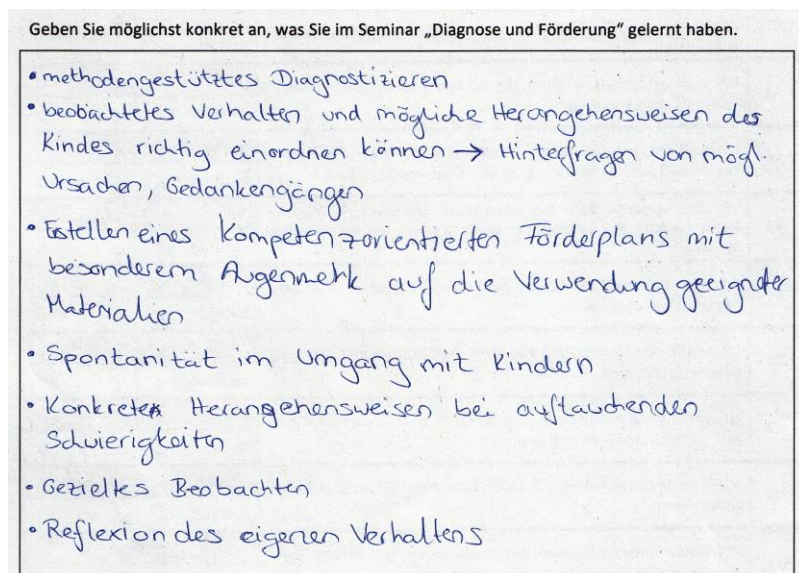 Geben Sie möglichst konkret an, was Sie im Seminar „Diagnose und Förderung“ gelernt haben.
• methodengestütztes Diagnostizieren
• beobachtetes Verhalten und mögliche Herangehensweisen des
Kindes richtig einordnen können → Hinterfragen von mögl.
Ursachen, Gedankengängen
• Erstellen eines kompetenzorientierten Förderplans mit
besonderem Augenmerk auf die Verwendung geeigneter
Materialien
• Spontanität im Umgang mit Kindern
• Konkrete Herangehensweisen bei auftauchenden
Schwierigkeiten
• Gezieltes Beobachten
• Reflexion des eigenen Verhaltens